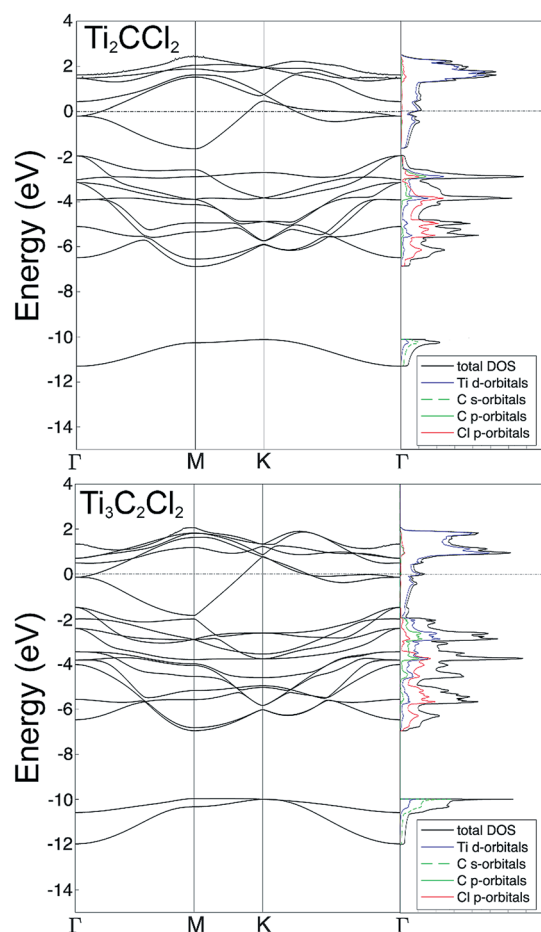 Ti₂CCl₂
Energy (eV)
4
2
0
-2
-4
-6
-8
-10
-12
-14
total DOS
Ti d-orbitals
C s-orbitals
C p-orbitals
Cl p-orbitals
Γ M K Γ
Ti₃C₂Cl₂
Energy (eV)
4
2
0
-2
-4
-6
-8
-10
-12
-14
total DOS
Ti d-orbitals
C s-orbitals
C p-orbitals
Cl p-orbitals
Γ M K Γ